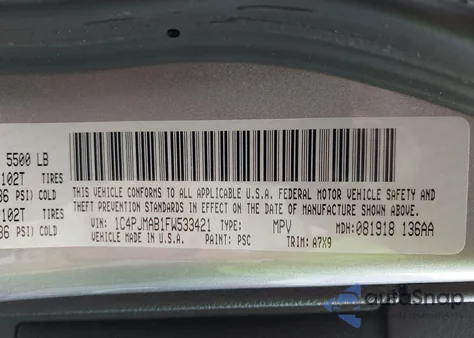 5500 LB
102T TIRES
36 PSI) COLD
102T TIRES
36 PSI) COLD
THIS VEHICLE CONFORMS TO ALL APPLICABLE U.S.A. FEDERAL MOTOR VEHICLE SAFETY AND
THEFT PREVENTION STANDARDS IN EFFECT ON THE DATE OF MANUFACTURE SHOWN ABOVE.
VIN: 1C4PJMAB1FW533421 TYPE: MPV MDH: 081918 136AA
VEHICLE MADE IN U.S.A. PAINT: PSC TRIM: A7X9
autoSnap